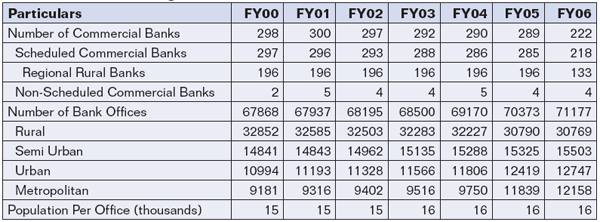 Particulars FY00 FY01 FY02 FY03 FY04 FY05 FY06
Number of Commercial Banks 298 300 297 292 290 289 222
Scheduled Commercial Banks 297 296 293 288 286 285 218
Regional Rural Banks 196 196 196 196 196 196 133
Non-Scheduled Commercial Banks 2 5 4 4 5 4 4
Number of Bank Offices 67868 67937 68195 68500 69170 70373 71177
Rural 32852 32585 32503 32283 32227 30790 30769
Semi Urban 14841 14843 14962 15135 15288 15325 15503
Urban 10994 11193 11328 11566 11806 12419 12747
Metropolitan 9181 9316 9402 9516 9750 11839 12158
Population Per Office (thousands) 15 15 15 16 16 16 16